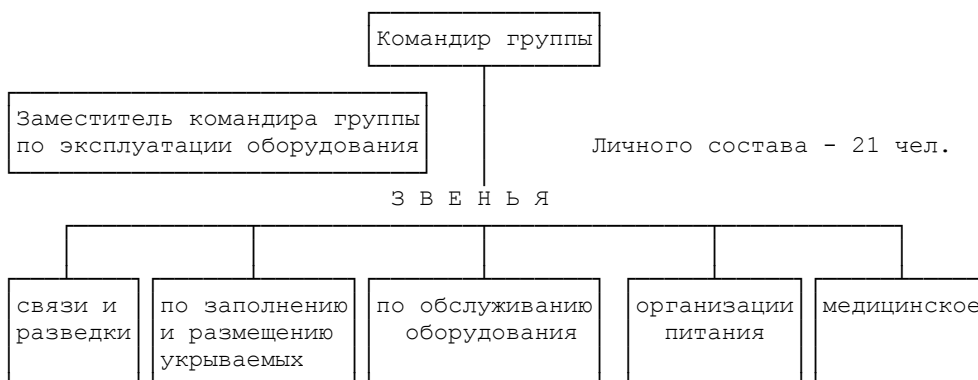 Командир группы
Заместитель командира группы
по эксплуатации оборудования
Личного состава - 21 чел.
З В Е Н Ь Я
связи и
разведки
по заполнению
и размещению
укрываемых
по обслуживанию
оборудования
организации
питания
медицинское